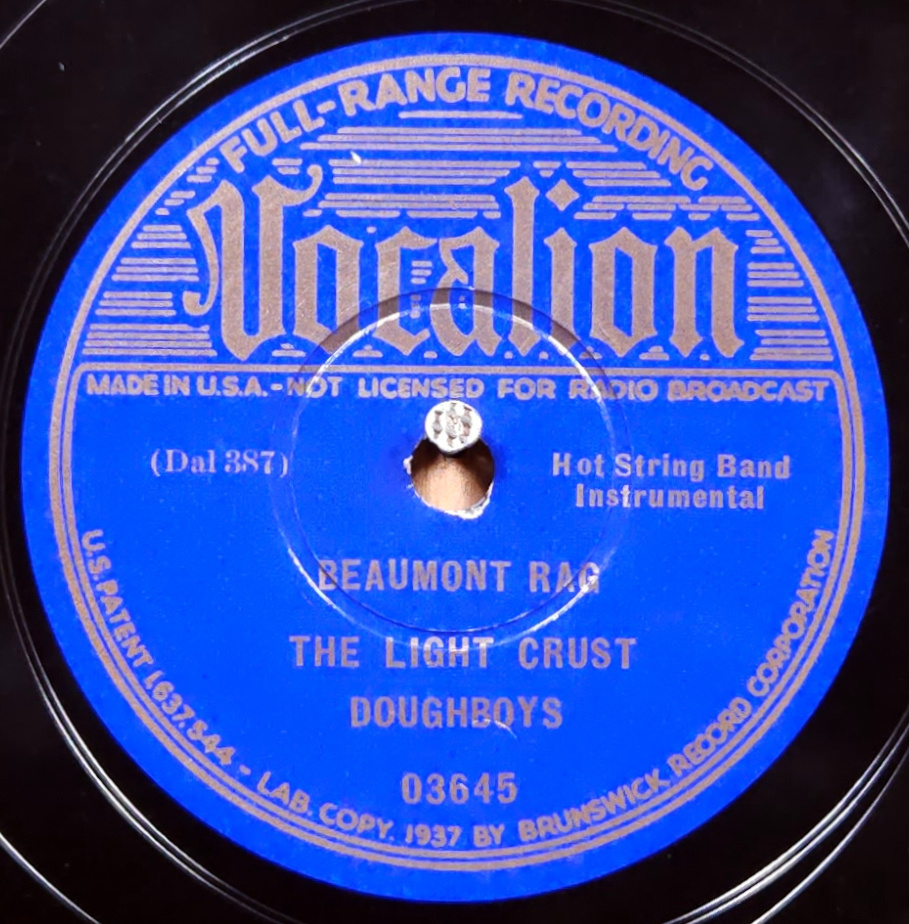 FULL-RANGE RECORDING
Vocalion
MADE IN U.S.A.-NOT LICENSED FOR RADIO BROADCAST
(Dal 387)
Hot String Band
Instrumental
BEAUMONT RAG
THE LIGHT CRUST
DOUGHBOYS
03645
U.S. PATENT 1,637,544 - LAB. COPY. 1937 BY BRUNSWICK RECORD CORPORATION